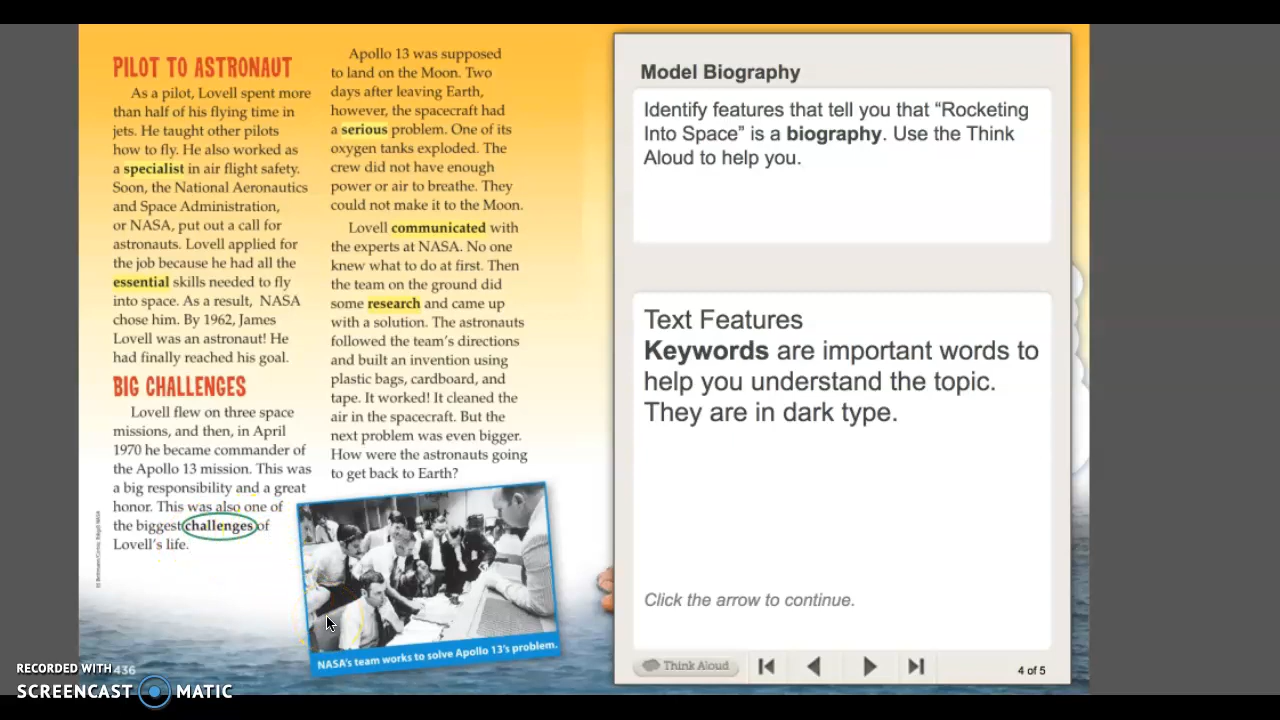 PILOT TO ASTRONAUT
As a pilot, Lovell spent more
than half of his flying time in
jets. He taught other pilots
how to fly. He also worked as
a specialist in air flight safety.
Soon, the National Aeronautics
and Space Administration,
or NASA, put out a call for
astronauts. Lovell applied for
the job because he had all the
essential skills needed to fly
into space. As a result, NASA
chose him. By 1962, James
Lovell was an astronaut! He
had finally reached his goal.
BIG CHALLENGES
Lovell flew on three space
missions, and then, in April
1970 he became commander of
the Apollo 13 mission. This was
a big responsibility and a great
honor. This was also one of
the biggest challenges of
Lovell's life.
Apollo 13 was supposed
to land on the Moon. Two
days after leaving Earth,
however, the spacecraft had
a serious problem. One of its
oxygen tanks exploded. The
crew did not have enough
power or air to breathe. They
could not make it to the Moon.
Lovell communicated with
the experts at NASA. No one
knew what to do at first. Then
the team on the ground did
some research and came up
with a solution. The astronauts
followed the team's directions
and built an invention using
plastic bags, cardboard, and
tape. It worked! It cleaned the
air in the spacecraft. But the
next problem was even bigger.
How were the astronauts going
to get back to Earth?
NASA's team works to solve Apollo 13's problem.
436
Model Biography
Identify features that tell you that “Rocketing
Into Space” is a biography. Use the Think
Aloud to help you.
Text Features
Keywords are important words to
help you understand the topic.
They are in dark type.
Click the arrow to continue.
Think Aloud
4 of 5
RECORDED WITH
SCREENCAST MATIC